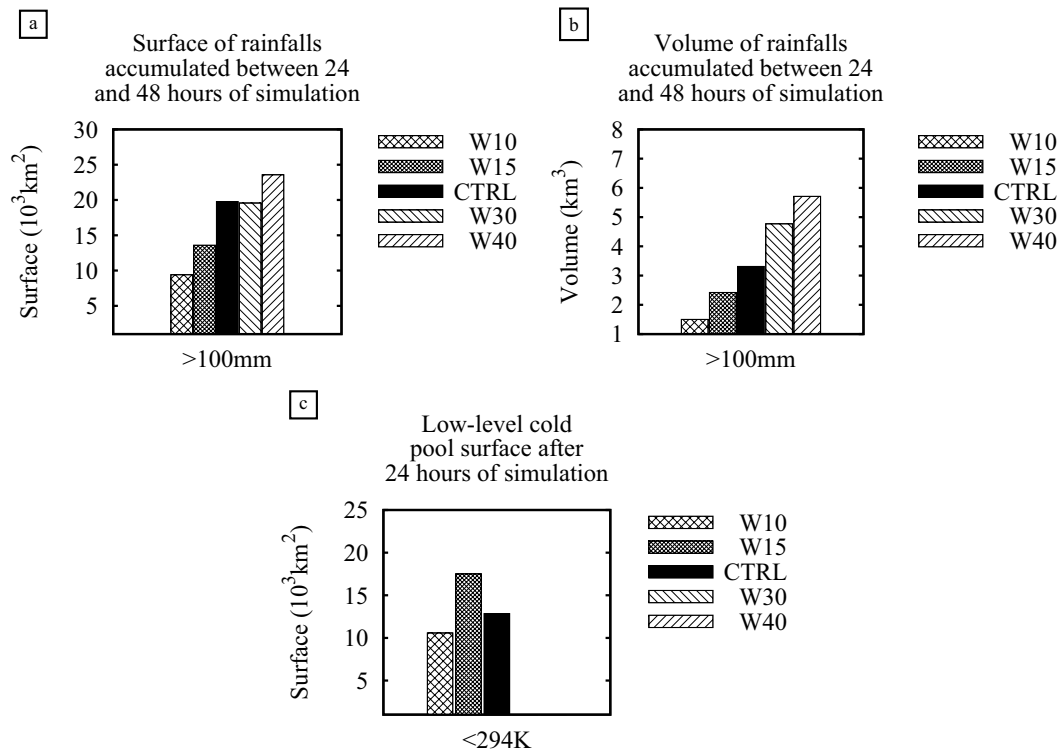 a
Surface of rainfalls
accumulated between 24
and 48 hours of simulation
Surface (10³km²)
30
25
20
15
10
5
>100mm
W10
W15
CTRL
W30
W40
b
Volume of rainfalls
accumulated between 24
and 48 hours of simulation
Volume (km³)
8
7
6
5
4
3
2
1
>100mm
W10
W15
CTRL
W30
W40
c
Low-level cold
pool surface after
24 hours of simulation
Surface (10³km²)
25
20
15
10
5
<294K
W10
W15
CTRL
W30
W40